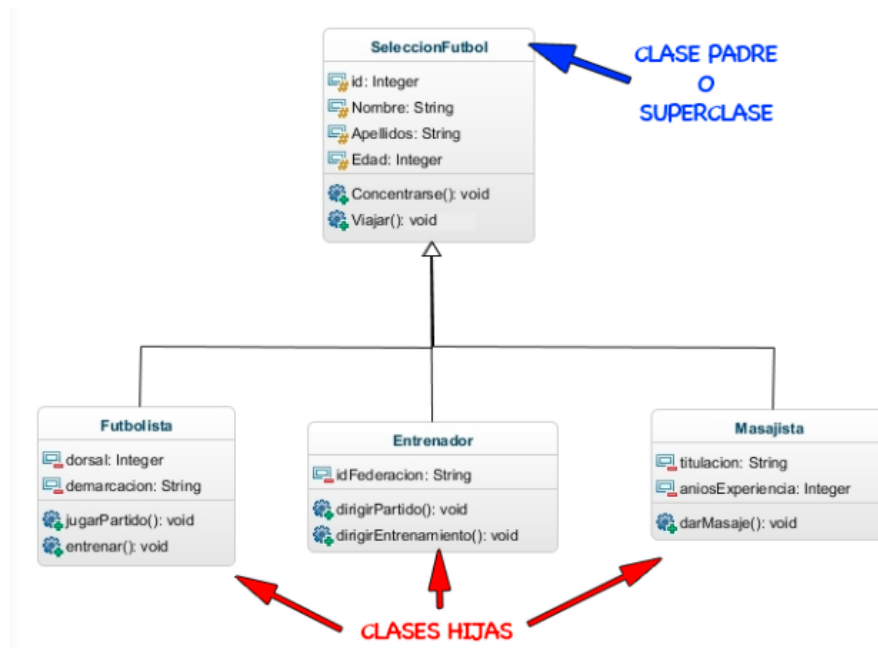 SeleccionFutbol
id: Integer
Nombre: String
Apellidos: String
Edad: Integer
Concentrarse(): void
Viajar(): void
CLASE PADRE
O
SUPERCLASE
Futbolista
dorsal: Integer
demarcacion: String
jugarPartido(): void
entrenar(): void
Entrenador
idFederacion: String
dirigirPartido(): void
dirigirEntrenamiento(): void
Masajista
titulacion: String
aniosExperiencia: Integer
darMasaje(): void
CLASES HIJAS